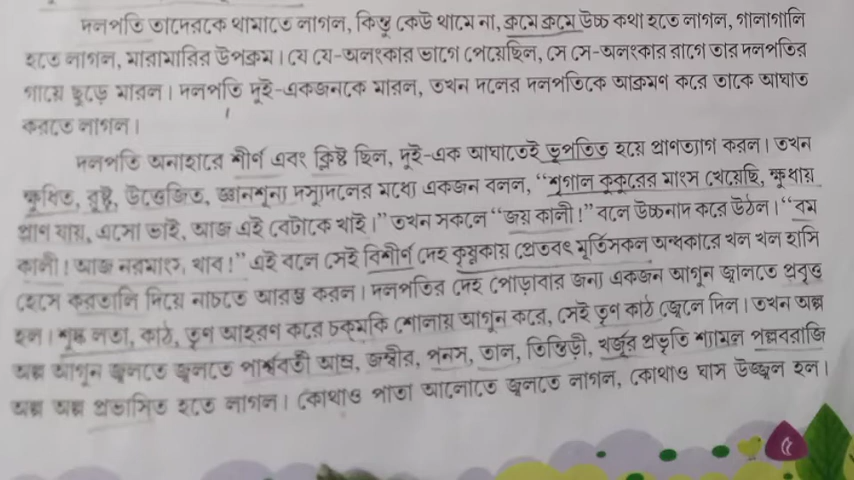 দলপতি তাদেরকে থামাতে লাগল, কিন্তু কেউ থামে না, ক্রমে ক্রমে উচ্চ কথা হতে লাগল, গালাগালি
হতে লাগল, মারামারির উপক্রম। যে যে-অলংকার ভাগে পেয়েছিল, সে সে-অলংকার রাগে তার দলপতির
গায়ে ছুড়ে মারল। দলপতি দুই-একজনকে মারল, তখন দলের দলপতিকে আক্রমণ করে তাকে আঘাত
করতে লাগল।
দলপতি অনাহারে শীর্ণ এবং ক্লিষ্ট ছিল, দুই-এক আঘাতেই ভূপতিত হয়ে প্রাণত্যাগ করল। তখন
ক্ষুধিত, রুষ্ট, উত্তেজিত, জ্ঞানশূন্য দস্যুদলের মধ্যে একজন বলল, “শৃগাল কুকুরের মাংস খেয়েছি, ক্ষুধায়
প্রাণ যায়, এসো ভাই, আজ এই বেটাকে খাই।” তখন সকলে “জয় কালী!” বলে উচ্চনাদ করে উঠল। “বম
কালী! আজ নরমাংস, খাব!” এই বলে সেই বিশীর্ণ দেহ কৃষ্ণকায় প্রেতবৎ মূর্তিসকল অন্ধকারে খল খল হাসি
হেসে করতালি দিয়ে নাচতে আরম্ভ করল। দলপতির দেহ পোড়াবার জন্য একজন আগুন জ্বালতে প্রবৃত্ত
হল। শুষ্ক লতা, কাঠ, তৃণ আহরণ করে চকমকি শোলায় আগুন করে, সেই তৃণ কাঠ জ্বেলে দিল। তখন অল্প
অল্প আগুন জ্বলতে জ্বলতে পার্শ্ববর্তী আম্র, জম্বীর, পনস, তাল, তিন্তিড়ী, খর্জুর প্রভৃতি শ্যামল পল্লবরাজি
অল্প অল্প প্রভাসিত হতে লাগল। কোথাও পাতা আলোতে জ্বলতে লাগল, কোথাও ঘাস উজ্জ্বল হল।
৫